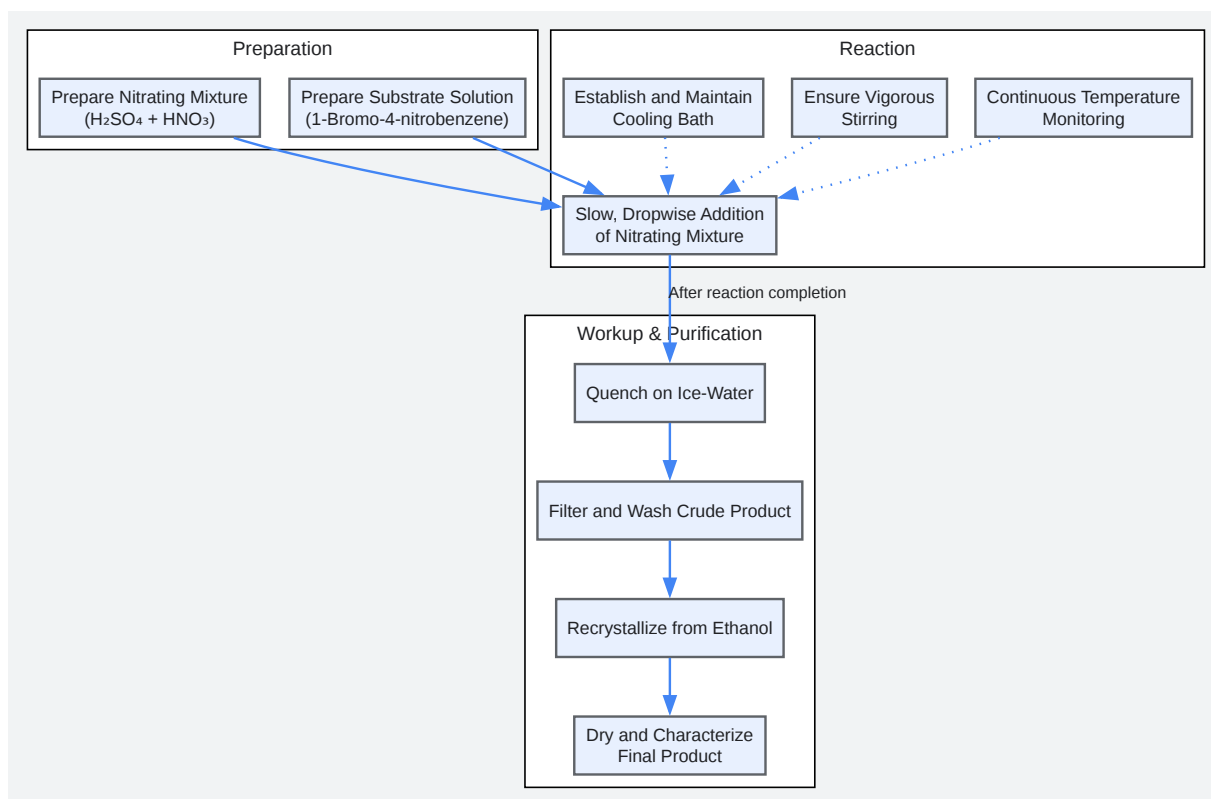 Preparation
Prepare Nitrating Mixture
(H₂SO₄ + HNO₃)
Prepare Substrate Solution
(1-Bromo-4-nitrobenzene)
Reaction
Establish and Maintain
Cooling Bath
Ensure Vigorous
Stirring
Continuous Temperature
Monitoring
Slow, Dropwise Addition
of Nitrating Mixture
After reaction completion
Workup & Purification
Quench on Ice-Water
Filter and Wash Crude Product
Recrystallize from Ethanol
Dry and Characterize
Final Product